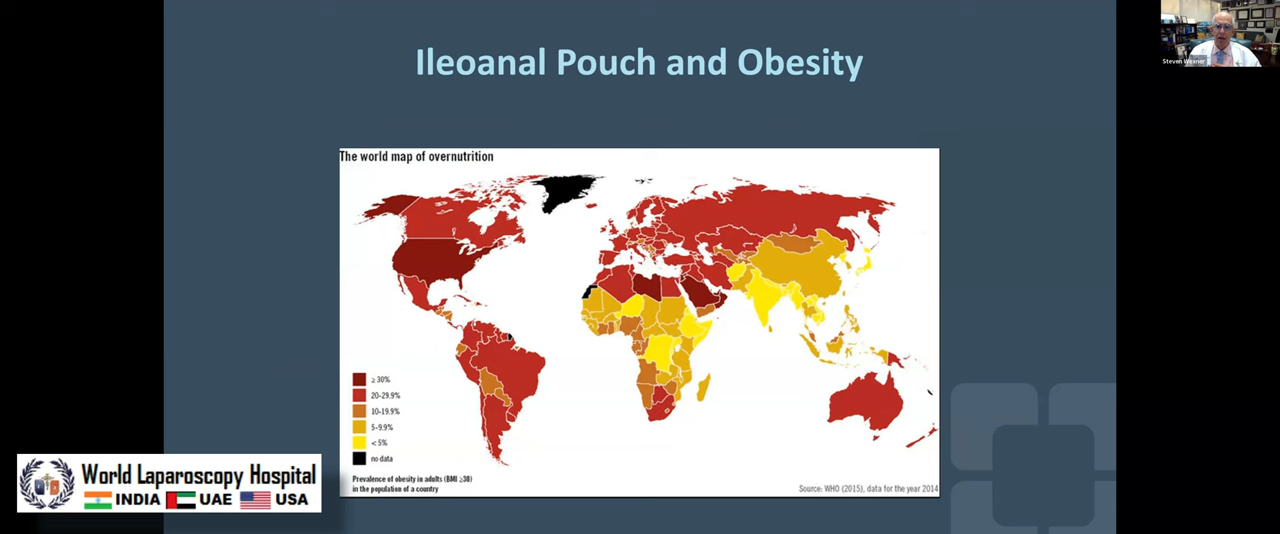 Ileoanal Pouch and Obesity
Steven Wexner
The world map of overnutrition
≥ 30%
20-29.9%
10-19.9%
5-9.9%
< 5%
no data
Prevalence of obesity in adults (BMI ≥30)
in the population of a country
Source: WHO (2015), data for the year 2014
World Laparoscopy Hospital
INDIA UAE USA